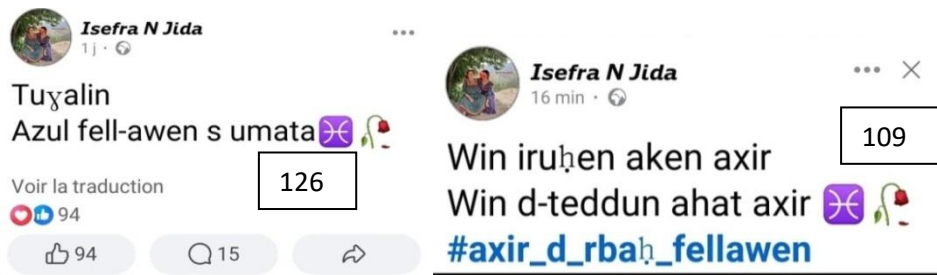 Isefra N Jida
1 j
Tuɣalin
Azul fell-awen s umata♓🥀
126
Voir la traduction
94
94
15
Isefra N Jida
16 min
109
Win iruḥen aken axir
Win d-teddun ahat axir ♓🥀
#axir_d_rbaḥ_fellawen